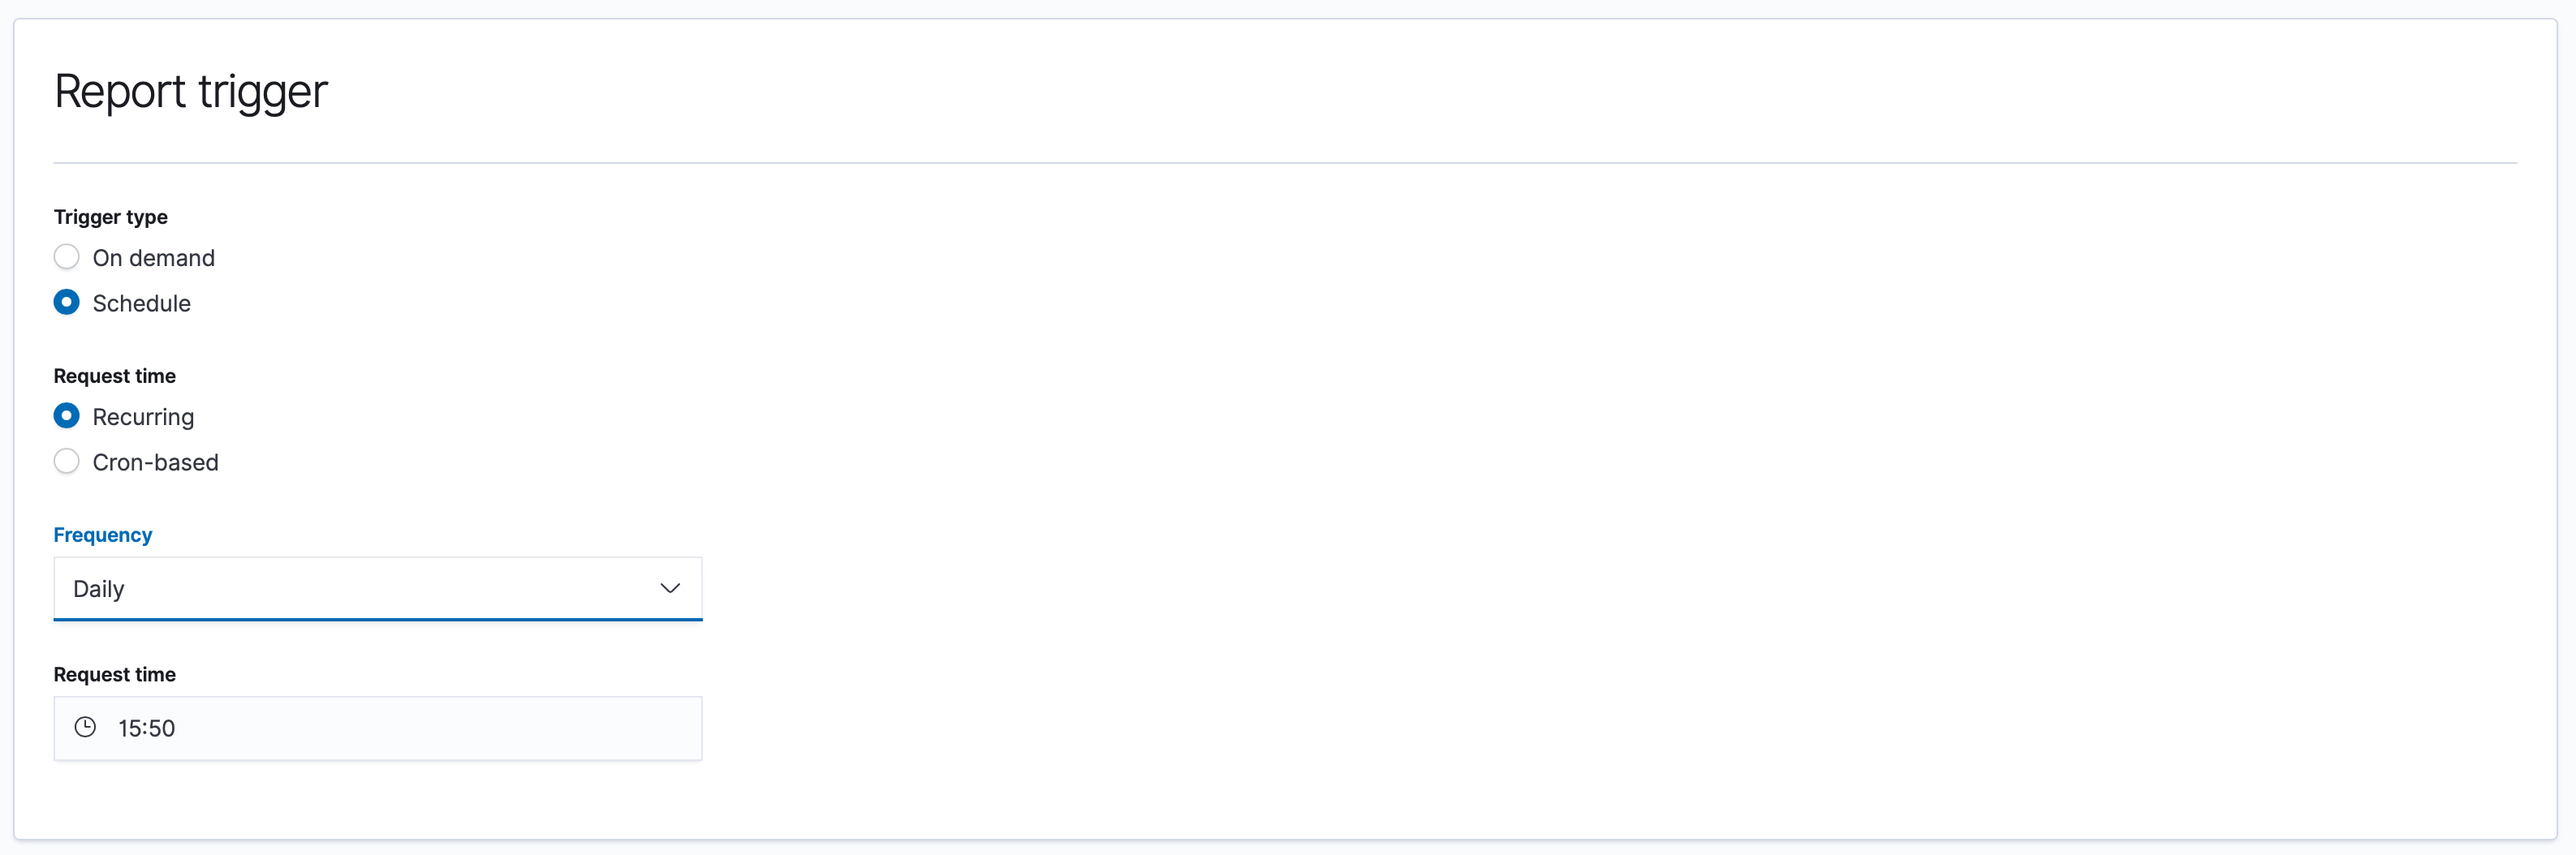 Report trigger
Trigger type
On demand
Schedule
Request time
Recurring
Cron-based
Frequency
Daily
Request time
15:50